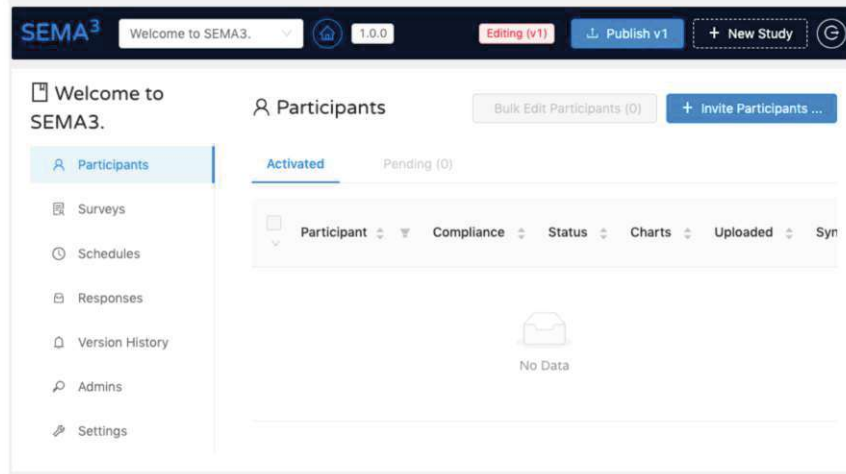 SEMA³ Welcome to SEMA3. 1.0.0 Editing (v1) Publish v1 + New Study
Welcome to
SEMA3.
Participants
Surveys
Schedules
Responses
Version History
Admins
Settings
Participants Bulk Edit Participants (0) + Invite Participants ...
Activated Pending (0)
Participant Compliance Status Charts Uploaded Syn
No Data